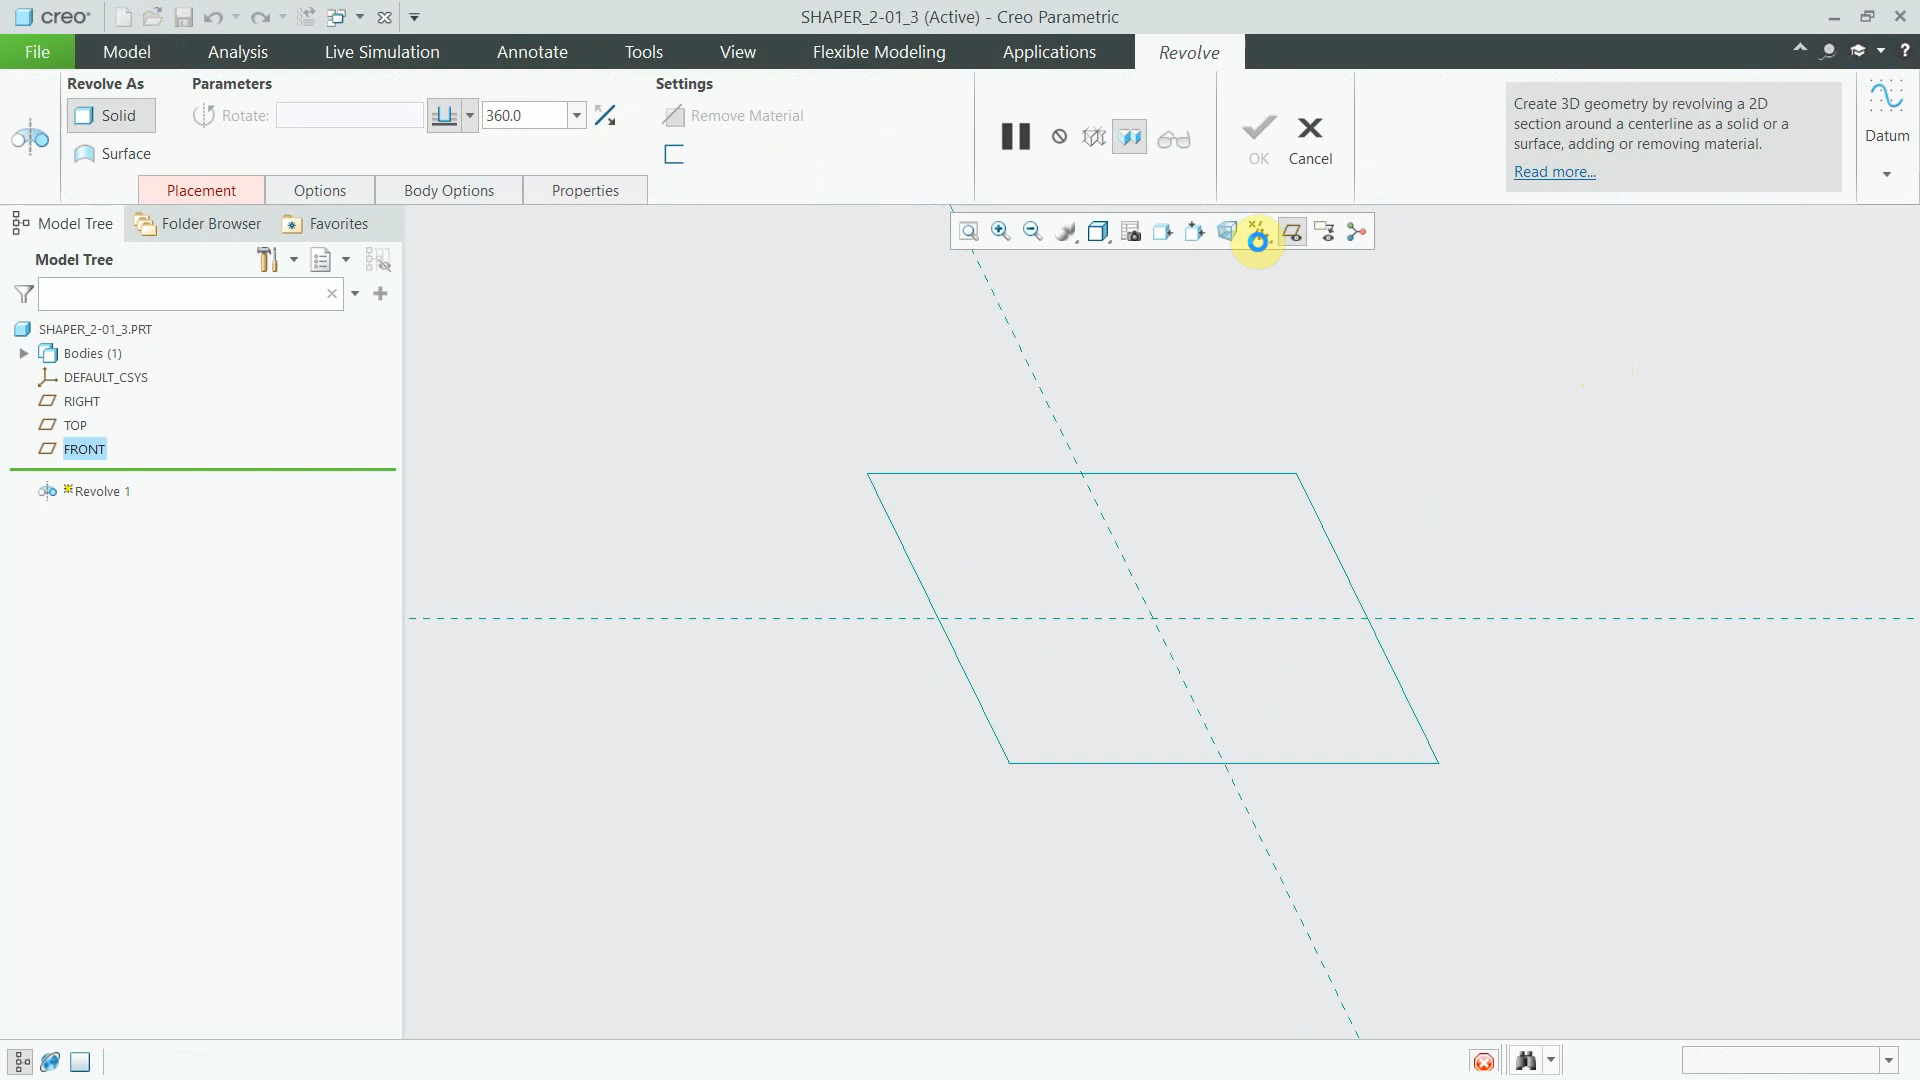 creo
SHAPER_2-01_3 (Active) - Creo Parametric
File Model Analysis Live Simulation Annotate Tools View Flexible Modeling Applications Revolve
Revolve As Parameters Settings
Solid Rotate: 360.0 Remove Material
Surface
OK Cancel
Create 3D geometry by revolving a 2D
section around a centerline as a solid or a
surface, adding or removing material.
Read more...
Datum
Placement Options Body Options Properties
Model Tree Folder Browser Favorites
Model Tree
SHAPER_2-01_3.PRT
Bodies (1)
DEFAULT_CSYS
RIGHT
TOP
FRONT
Revolve 1